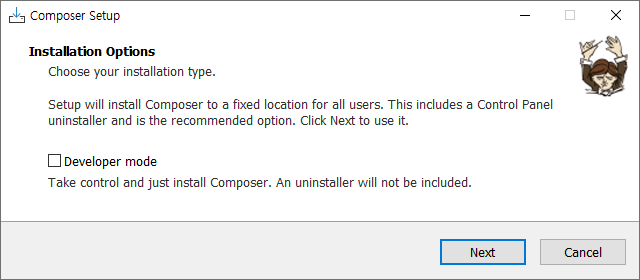 Composer Setup
Installation Options
Choose your installation type.
Setup will install Composer to a fixed location for all users. This includes a Control Panel
uninstaller and is the recommended option. Click Next to use it.
Developer mode
Take control and just install Composer. An uninstaller will not be included.
Next
Cancel